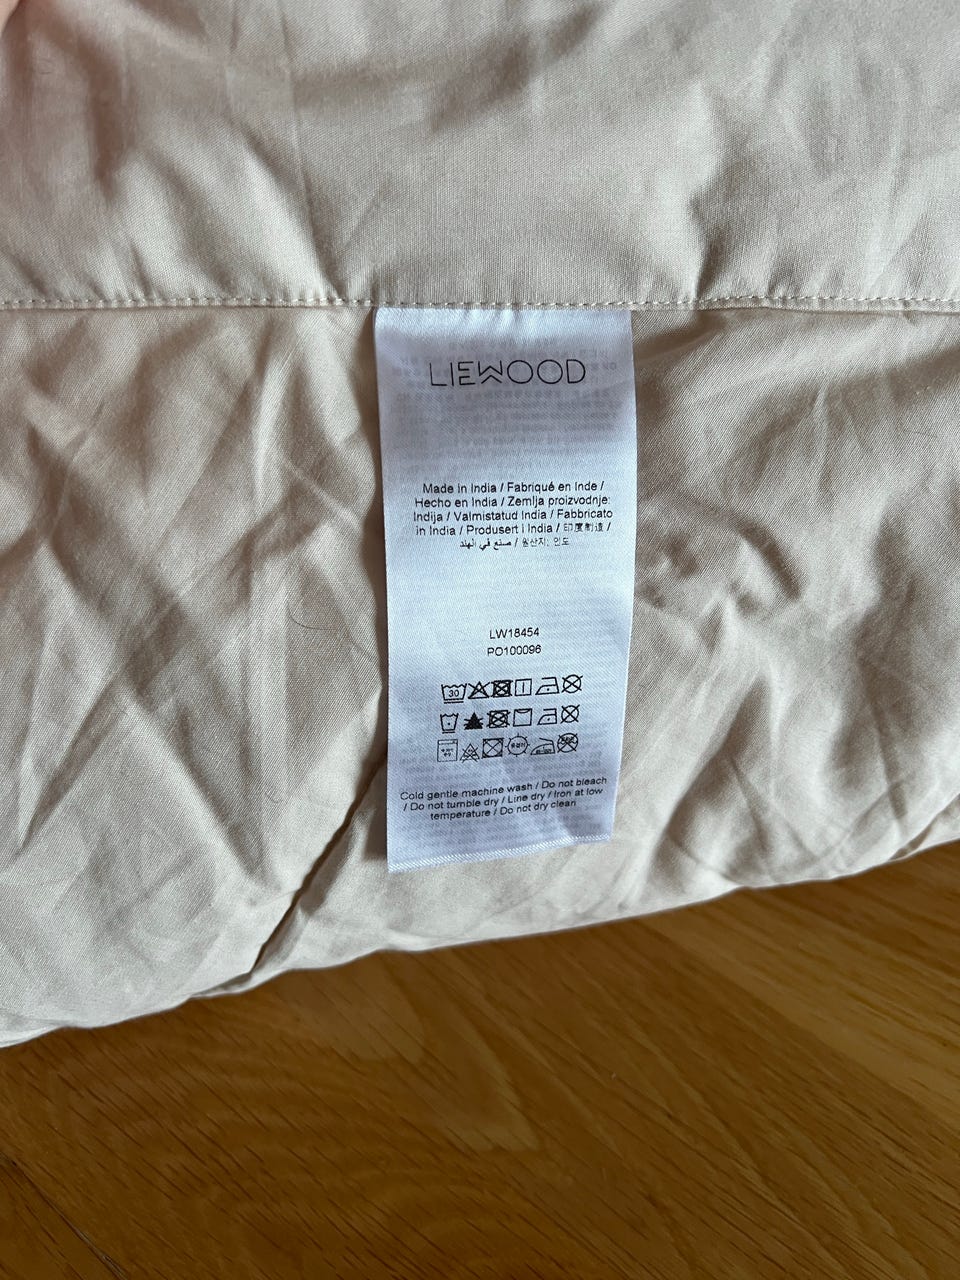 LIEWOOD
Made in India / Fabriqué en Inde /
Hecho en India / Zemlja proizvodnje:
Indija / Valmistatud India / Fabbricato
in India / Produsert i India / 印度制造 /
صنع في الهند / 원산지: 인도
LW18454
PO100096
30
Cold gentle machine wash / Do not bleach
/ Do not tumble dry / Line dry / Iron at low
temperature / Do not dry clean